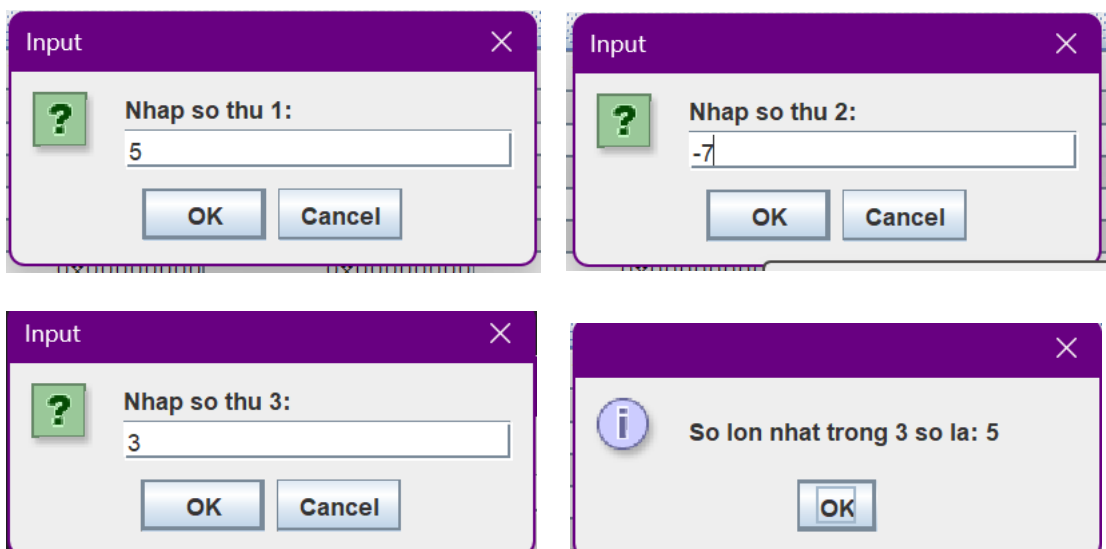 Input
Nhap so thu 1:
5
OK
Cancel
Input
Nhap so thu 2:
-7
OK
Cancel
Input
Nhap so thu 3:
3
OK
Cancel
So lon nhat trong 3 so la: 5
OK